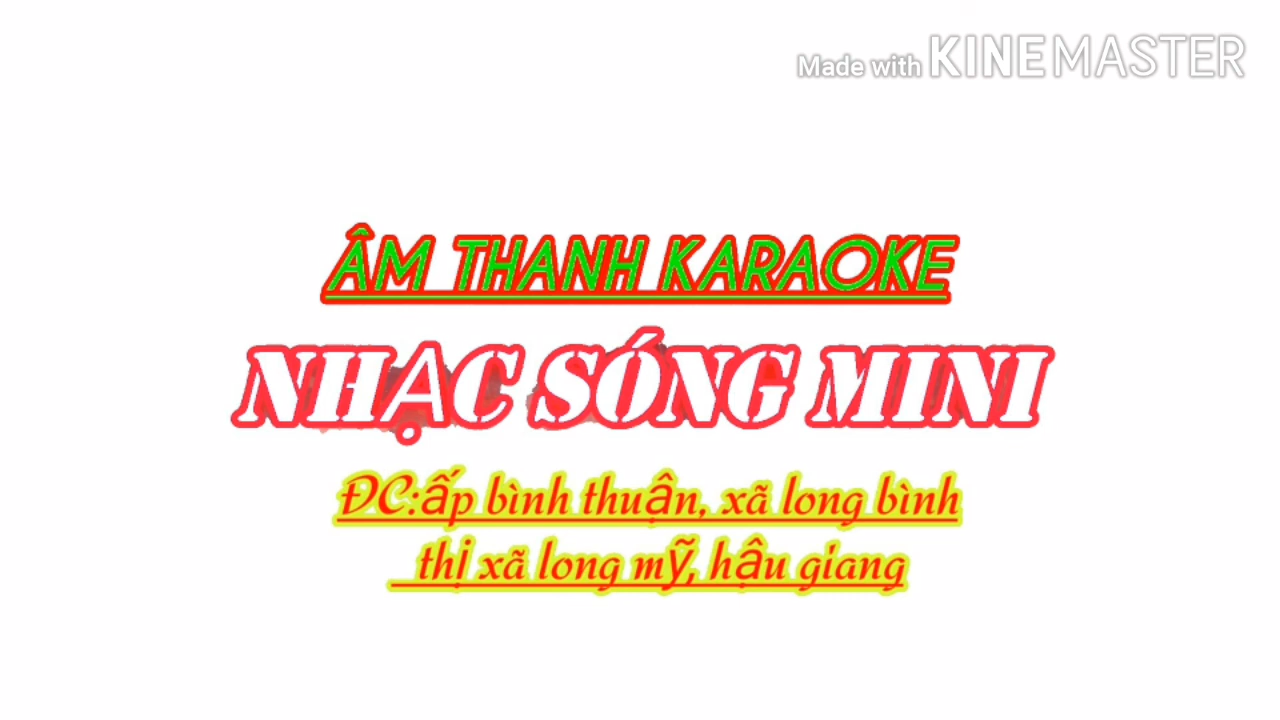 Made with KINEMASTER
ÂM THANH KARAOKE
NHẠC SÓNG MINI
ĐC:ấp bình thuận, xã long bình
thị xã long mỹ, hậu giang